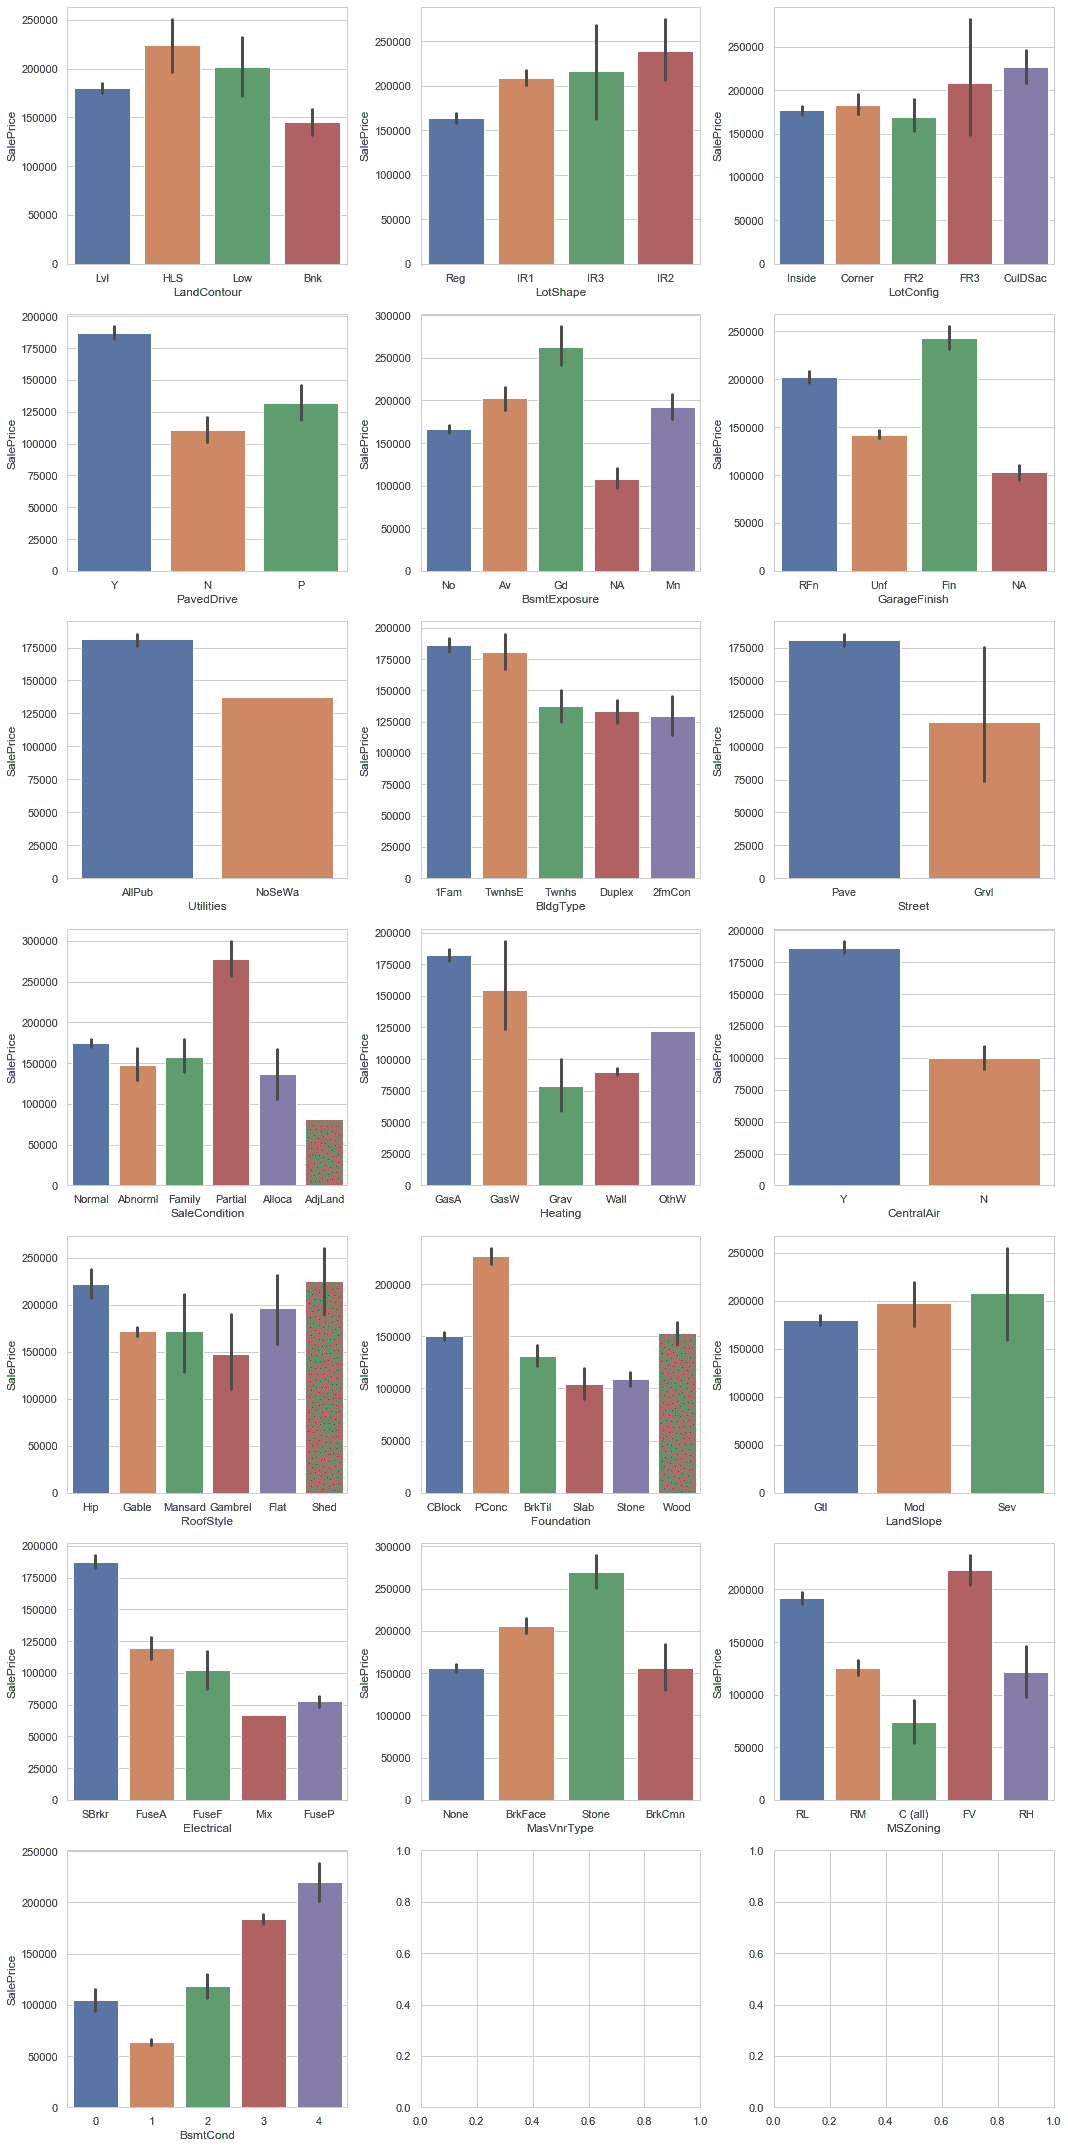 250000
200000
150000
100000
50000
0
SalePrice
Lvl HLS Low Bnk
LandContour
250000
200000
150000
100000
50000
0
SalePrice
Reg IR1 IR3 IR2
LotShape
250000
200000
150000
100000
50000
0
SalePrice
Inside Corner FR2 FR3 CulDSac
LotConfig
200000
175000
150000
125000
100000
75000
50000
25000
0
SalePrice
Y N P
PavedDrive
300000
250000
200000
150000
100000
50000
0
SalePrice
No Av Gd NA Mn
BsmtExposure
250000
200000
150000
100000
50000
0
SalePrice
RFn Unf Fin NA
GarageFinish
175000
150000
125000
100000
75000
50000
25000
0
SalePrice
AllPub NoSeWa
Utilities
200000
175000
150000
125000
100000
75000
50000
25000
0
SalePrice
1Fam TwnhsE Twnhs Duplex 2fmCon
BldgType
175000
150000
125000
100000
75000
50000
25000
0
SalePrice
Pave Grvl
Street
300000
250000
200000
150000
100000
50000
0
SalePrice
Normal Abnorml Family Partial Alloca AdjLand
SaleCondition
200000
175000
150000
125000
100000
75000
50000
25000
0
SalePrice
GasA GasW Grav Wall OthW
Heating
200000
175000
150000
125000
100000
75000
50000
25000
0
SalePrice
Y N
CentralAir
250000
200000
150000
100000
50000
0
SalePrice
Hip Gable Mansard Gambrel Flat Shed
RoofStyle
200000
150000
100000
50000
0
SalePrice
CBlock PConc BrkTil Slab Stone Wood
Foundation
250000
200000
150000
100000
50000
0
SalePrice
Gtl Mod Sev
LandSlope
200000
175000
150000
125000
100000
75000
50000
25000
0
SalePrice
SBrkr FuseA FuseF Mix FuseP
Electrical
300000
250000
200000
150000
100000
50000
0
SalePrice
None BrkFace Stone BrkCmn
MasVnrType
200000
150000
100000
50000
0
SalePrice
RL RM C (all) FV RH
MSZoning
250000
200000
150000
100000
50000
0
SalePrice
0 1 2 3 4
BsmtCond
1.0
0.8
0.6
0.4
0.2
0.0
0.0 0.2 0.4 0.6 0.8 1.0
1.0
0.8
0.6
0.4
0.2
0.0
0.0 0.2 0.4 0.6 0.8 1.0